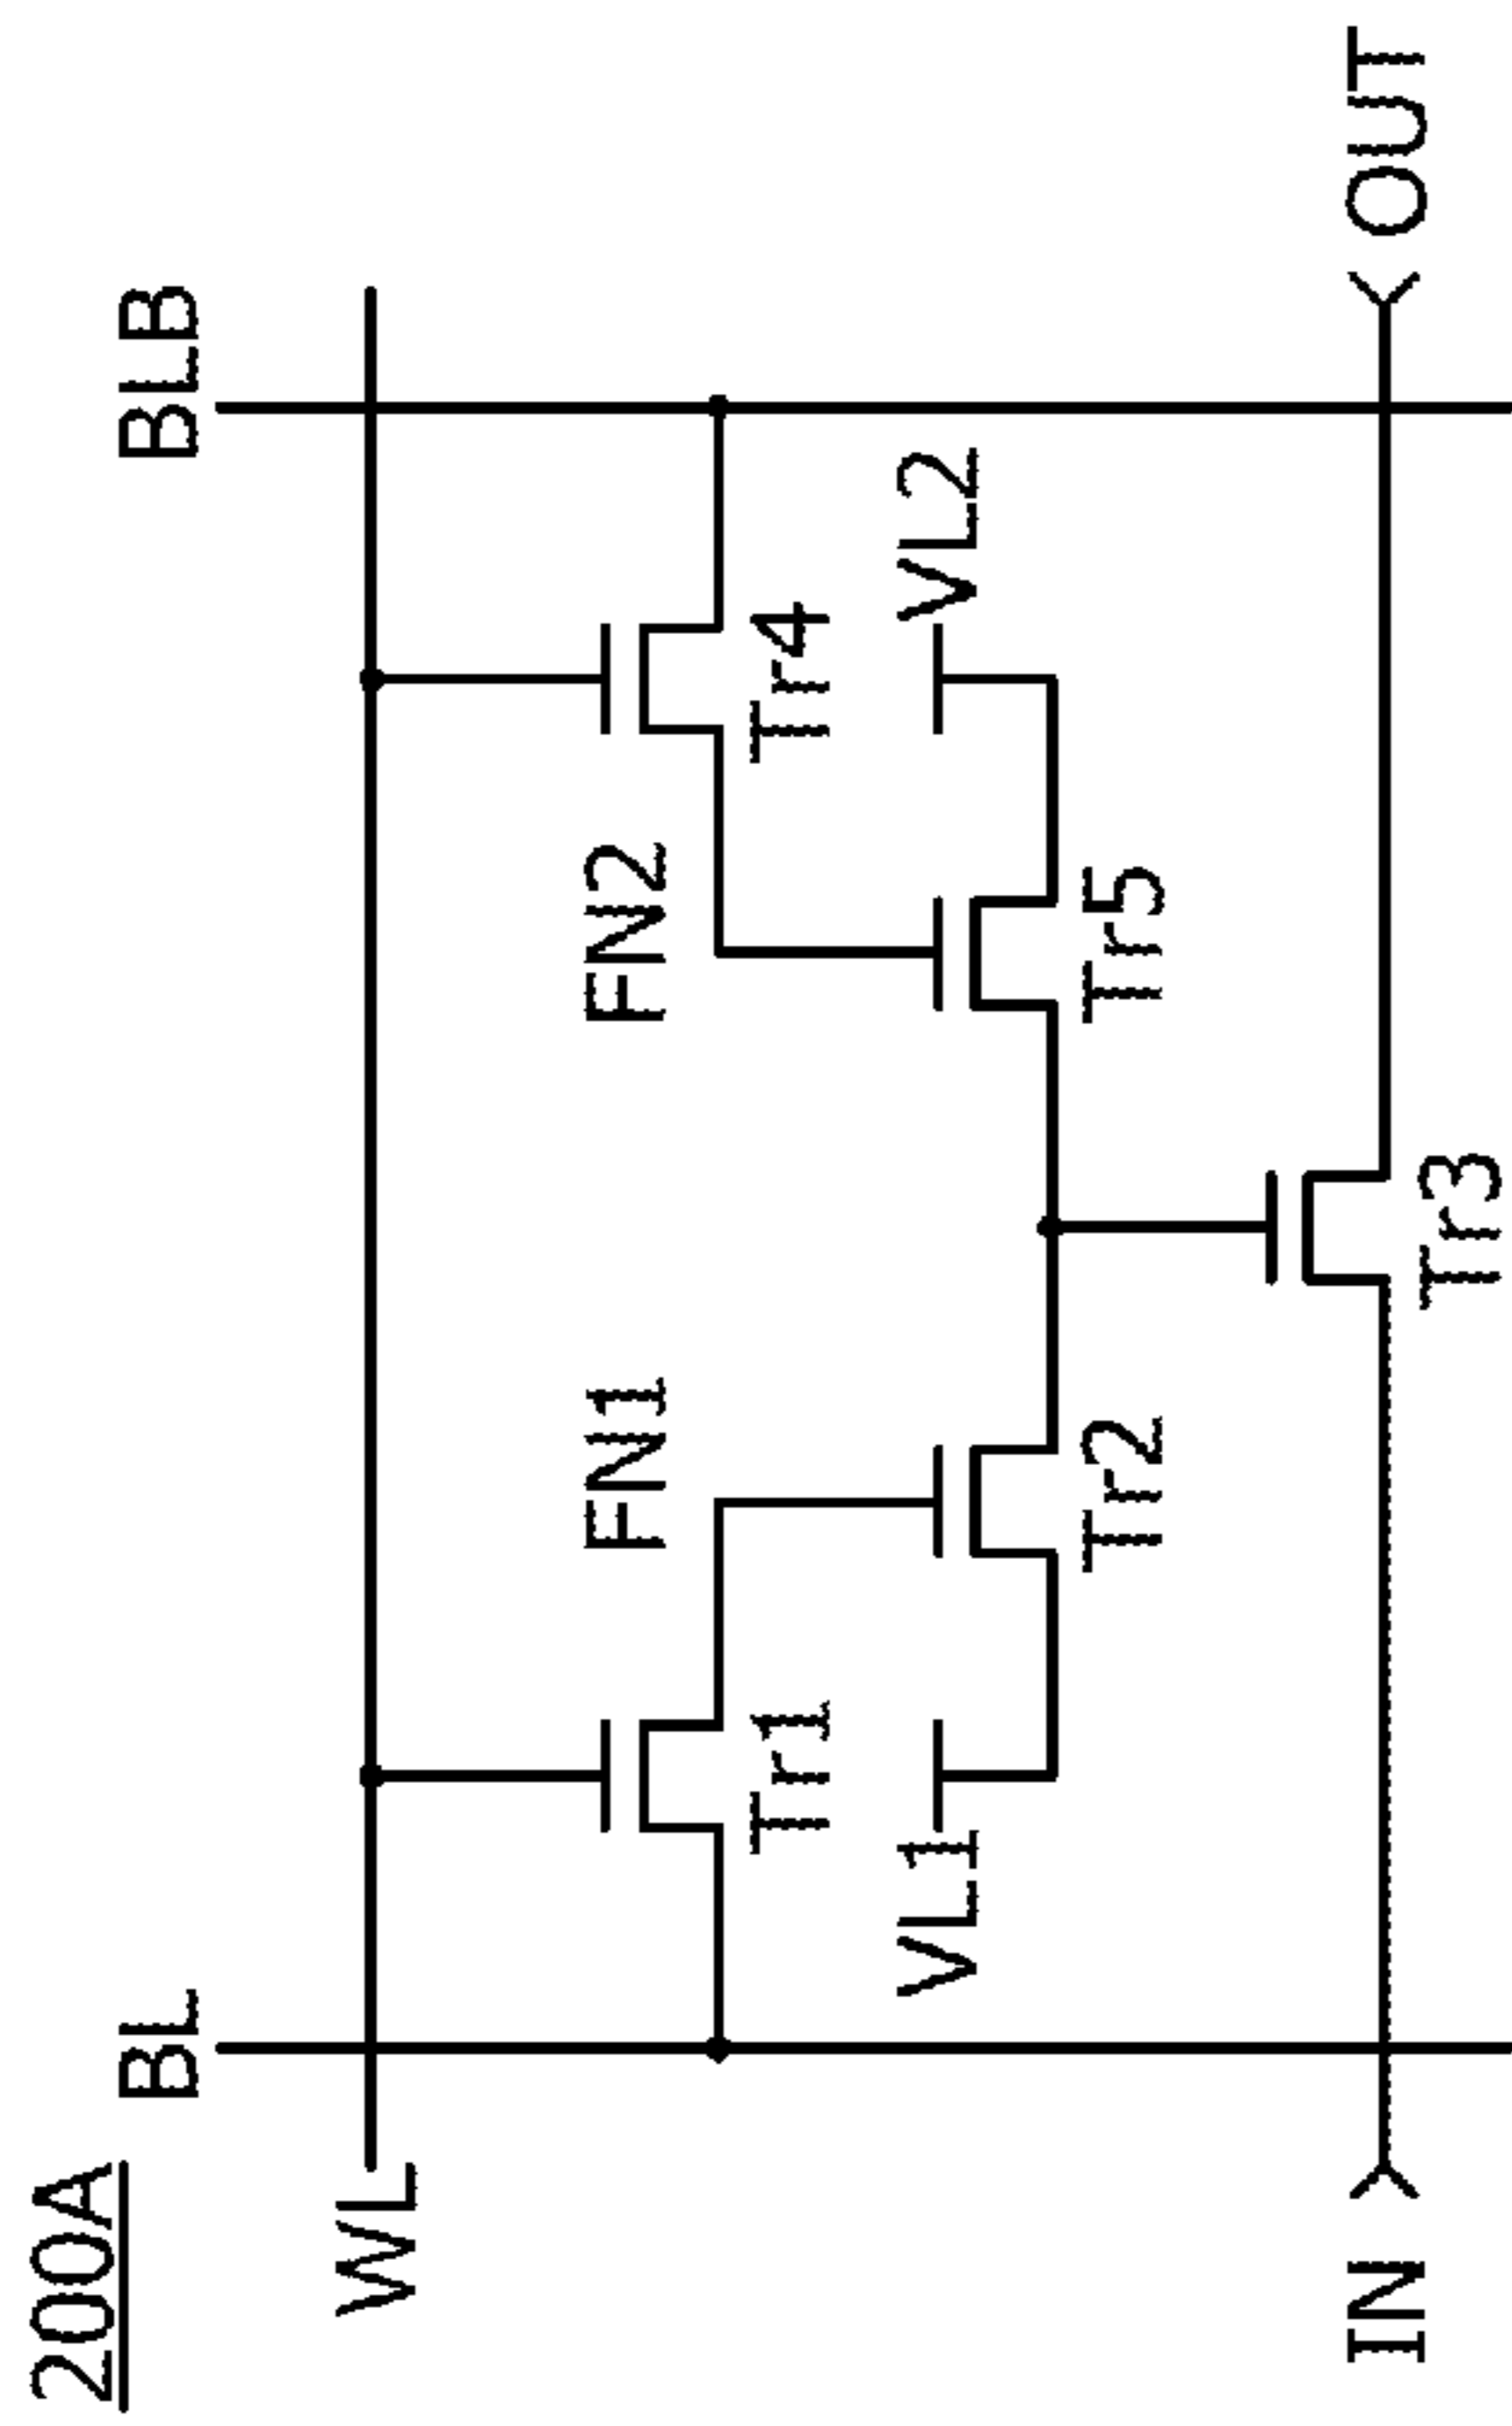 200A
BL
BLB
WL
FN1
FN2
Tr1
Tr4
VL1
VL2
Tr2
Tr5
IN
OUT
Tr3